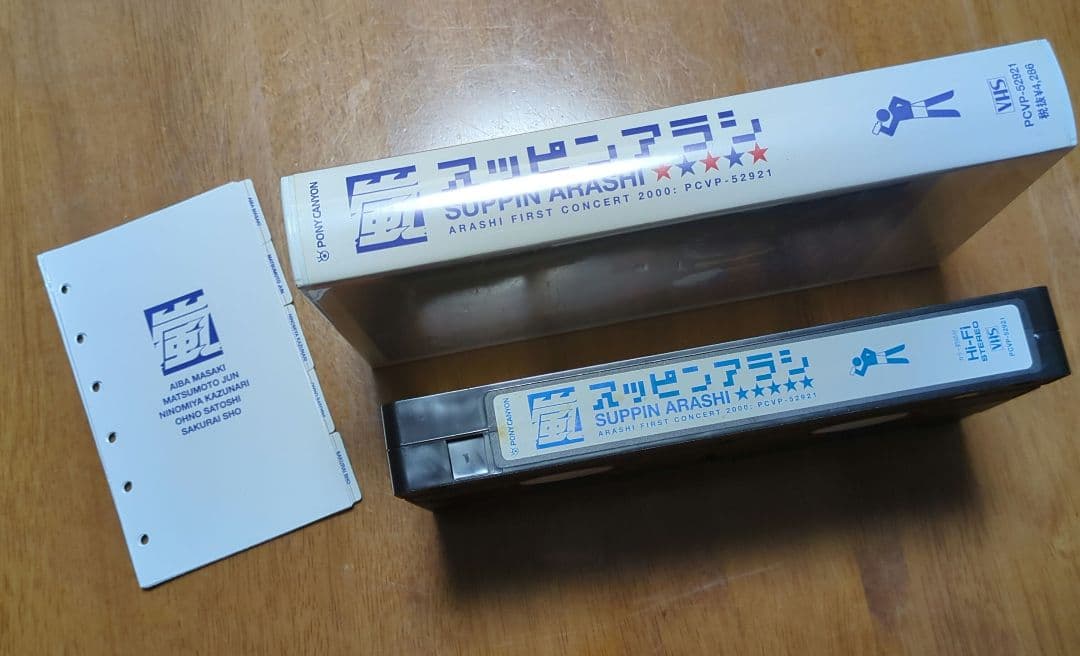 PONY CANYON
嵐
スッピンアラシ
SUPPIN ARASHI ★★★★★
ARASHI FIRST CONCERT 2000: PCVP-52921
VHS
PCVP-52921
税抜¥4,286
嵐
AIBA MASAKI
MATSUMOTO JUN
NINOMIYA KAZUNARI
OHNO SATOSHI
SAKURAI SHO
PONY CANYON
嵐
スッピンアラシ
SUPPIN ARASHI ★★★★★
ARASHI FIRST CONCERT 2000: PCVP-52921
Hi-Fi
STEREO
VHS
PCVP-52921